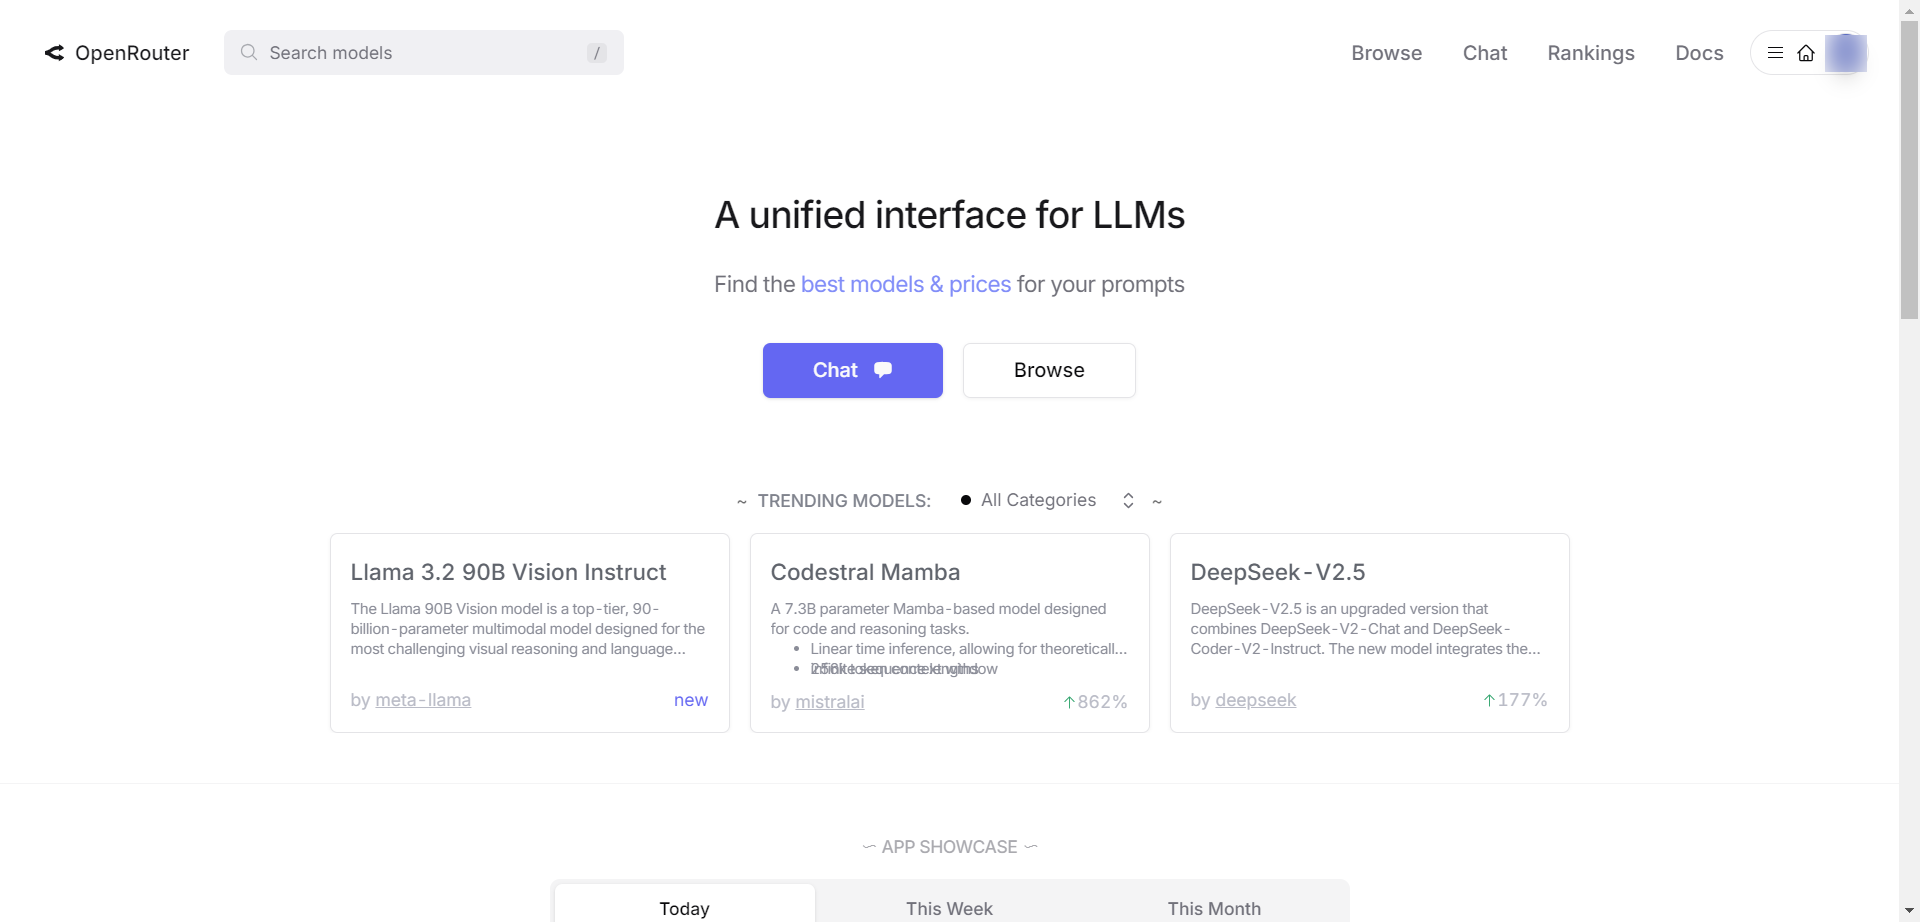 OpenRouter
Search models
/
Browse
Chat
Rankings
Docs
A unified interface for LLMs
Find the best models & prices for your prompts
Chat
Browse
~ TRENDING MODELS:
All Categories
~
Llama 3.2 90B Vision Instruct
The Llama 90B Vision model is a top-tier, 90-
billion-parameter multimodal model designed for the
most challenging visual reasoning and language...
by meta-llama
new
Codestral Mamba
A 7.3B parameter Mamba-based model designed
for code and reasoning tasks.
• Linear time inference, allowing for theoreticall...
by mistralai
↑862%
DeepSeek-V2.5
DeepSeek-V2.5 is an upgraded version that
combines DeepSeek-V2-Chat and DeepSeek-
Coder-V2-Instruct. The new model integrates the...
by deepseek
↑177%
APP SHOWCASE
Today
This Week
This Month